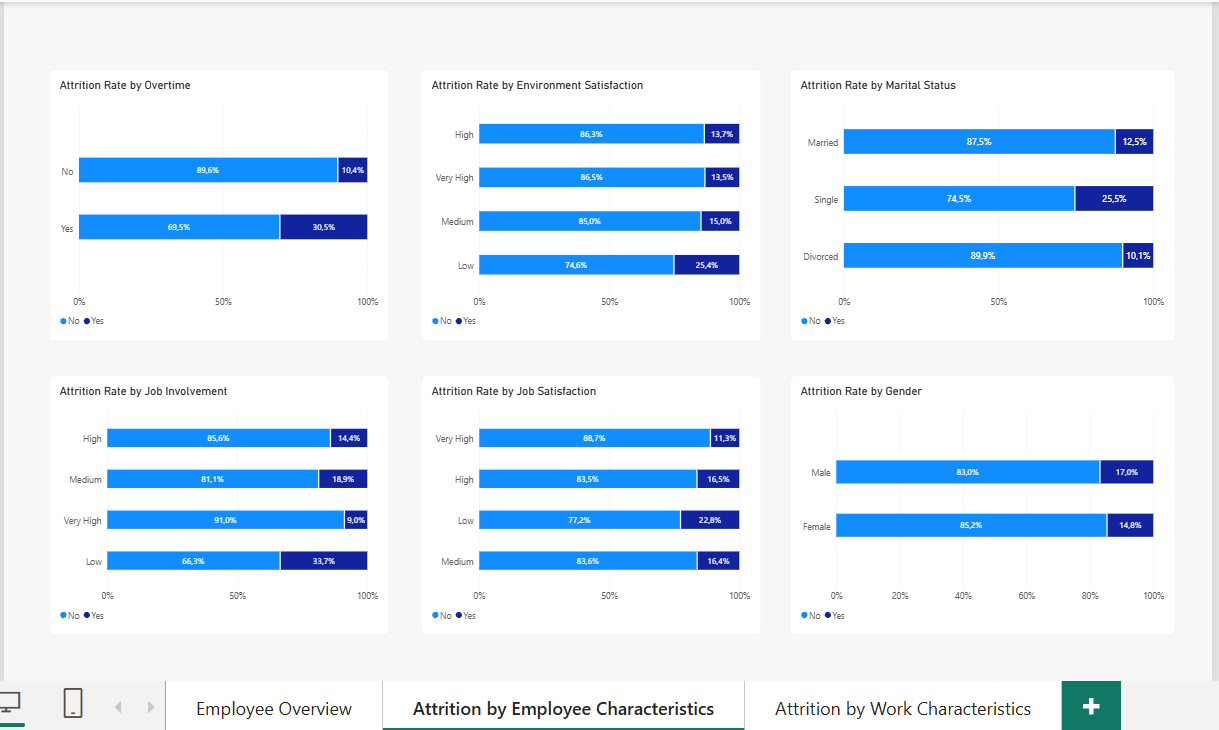 Attrition Rate by Overtime
No 89,6% 10,4%
Yes 69,5% 30,5%
0% 50% 100%
No Yes
Attrition Rate by Environment Satisfaction
High 86,3% 13,7%
Very High 86,5% 13,5%
Medium 85,0% 15,0%
Low 74,6% 25,4%
0% 50% 100%
No Yes
Attrition Rate by Marital Status
Married 87,5% 12,5%
Single 74,5% 25,5%
Divorced 89,9% 10,1%
0% 50% 100%
No Yes
Attrition Rate by Job Involvement
High 85,6% 14,4%
Medium 81,1% 18,9%
Very High 91,0% 9,0%
Low 66,3% 33,7%
0% 50% 100%
No Yes
Attrition Rate by Job Satisfaction
Very High 88,7% 11,3%
High 83,5% 16,5%
Low 77,2% 22,8%
Medium 83,6% 16,4%
0% 50% 100%
No Yes
Attrition Rate by Gender
Male 83,0% 17,0%
Female 85,2% 14,8%
0% 20% 40% 60% 80% 100%
No Yes
Employee Overview Attrition by Employee Characteristics Attrition by Work Characteristics